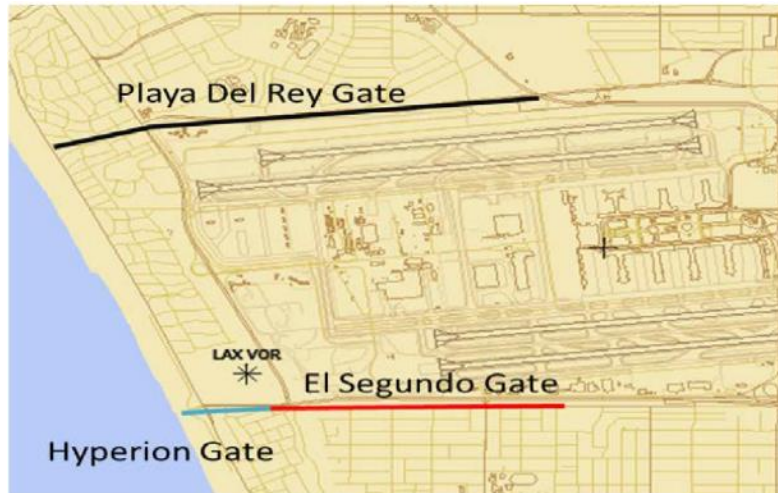 Playa Del Rey Gate
LAX VOR
El Segundo Gate
Hyperion Gate